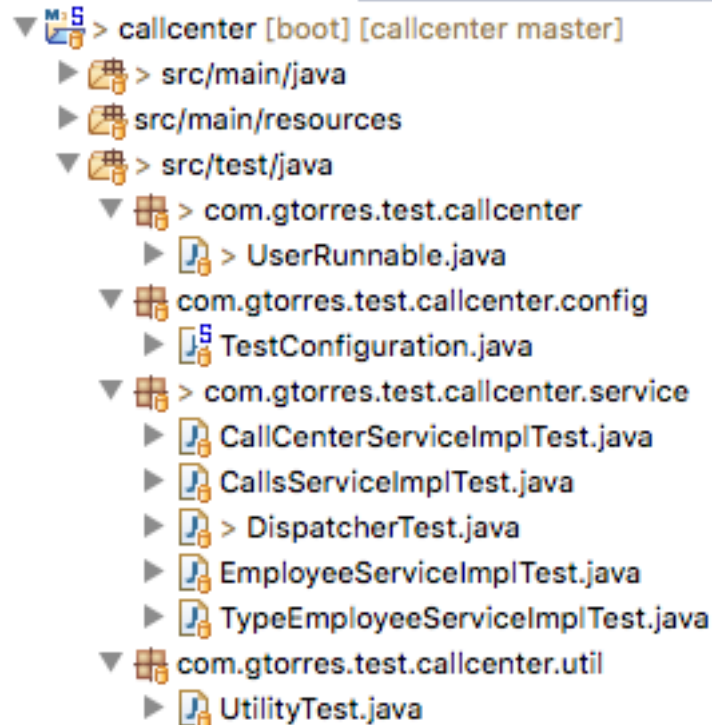 > callcenter [boot] [callcenter master]
> src/main/java
src/main/resources
> src/test/java
> com.gtorres.test.callcenter
> UserRunnable.java
com.gtorres.test.callcenter.config
TestConfiguration.java
> com.gtorres.test.callcenter.service
CallCenterServiceImplTest.java
CallsServiceImplTest.java
> DispatcherTest.java
EmployeeServiceImplTest.java
TypeEmployeeServiceImplTest.java
com.gtorres.test.callcenter.util
UtilityTest.java